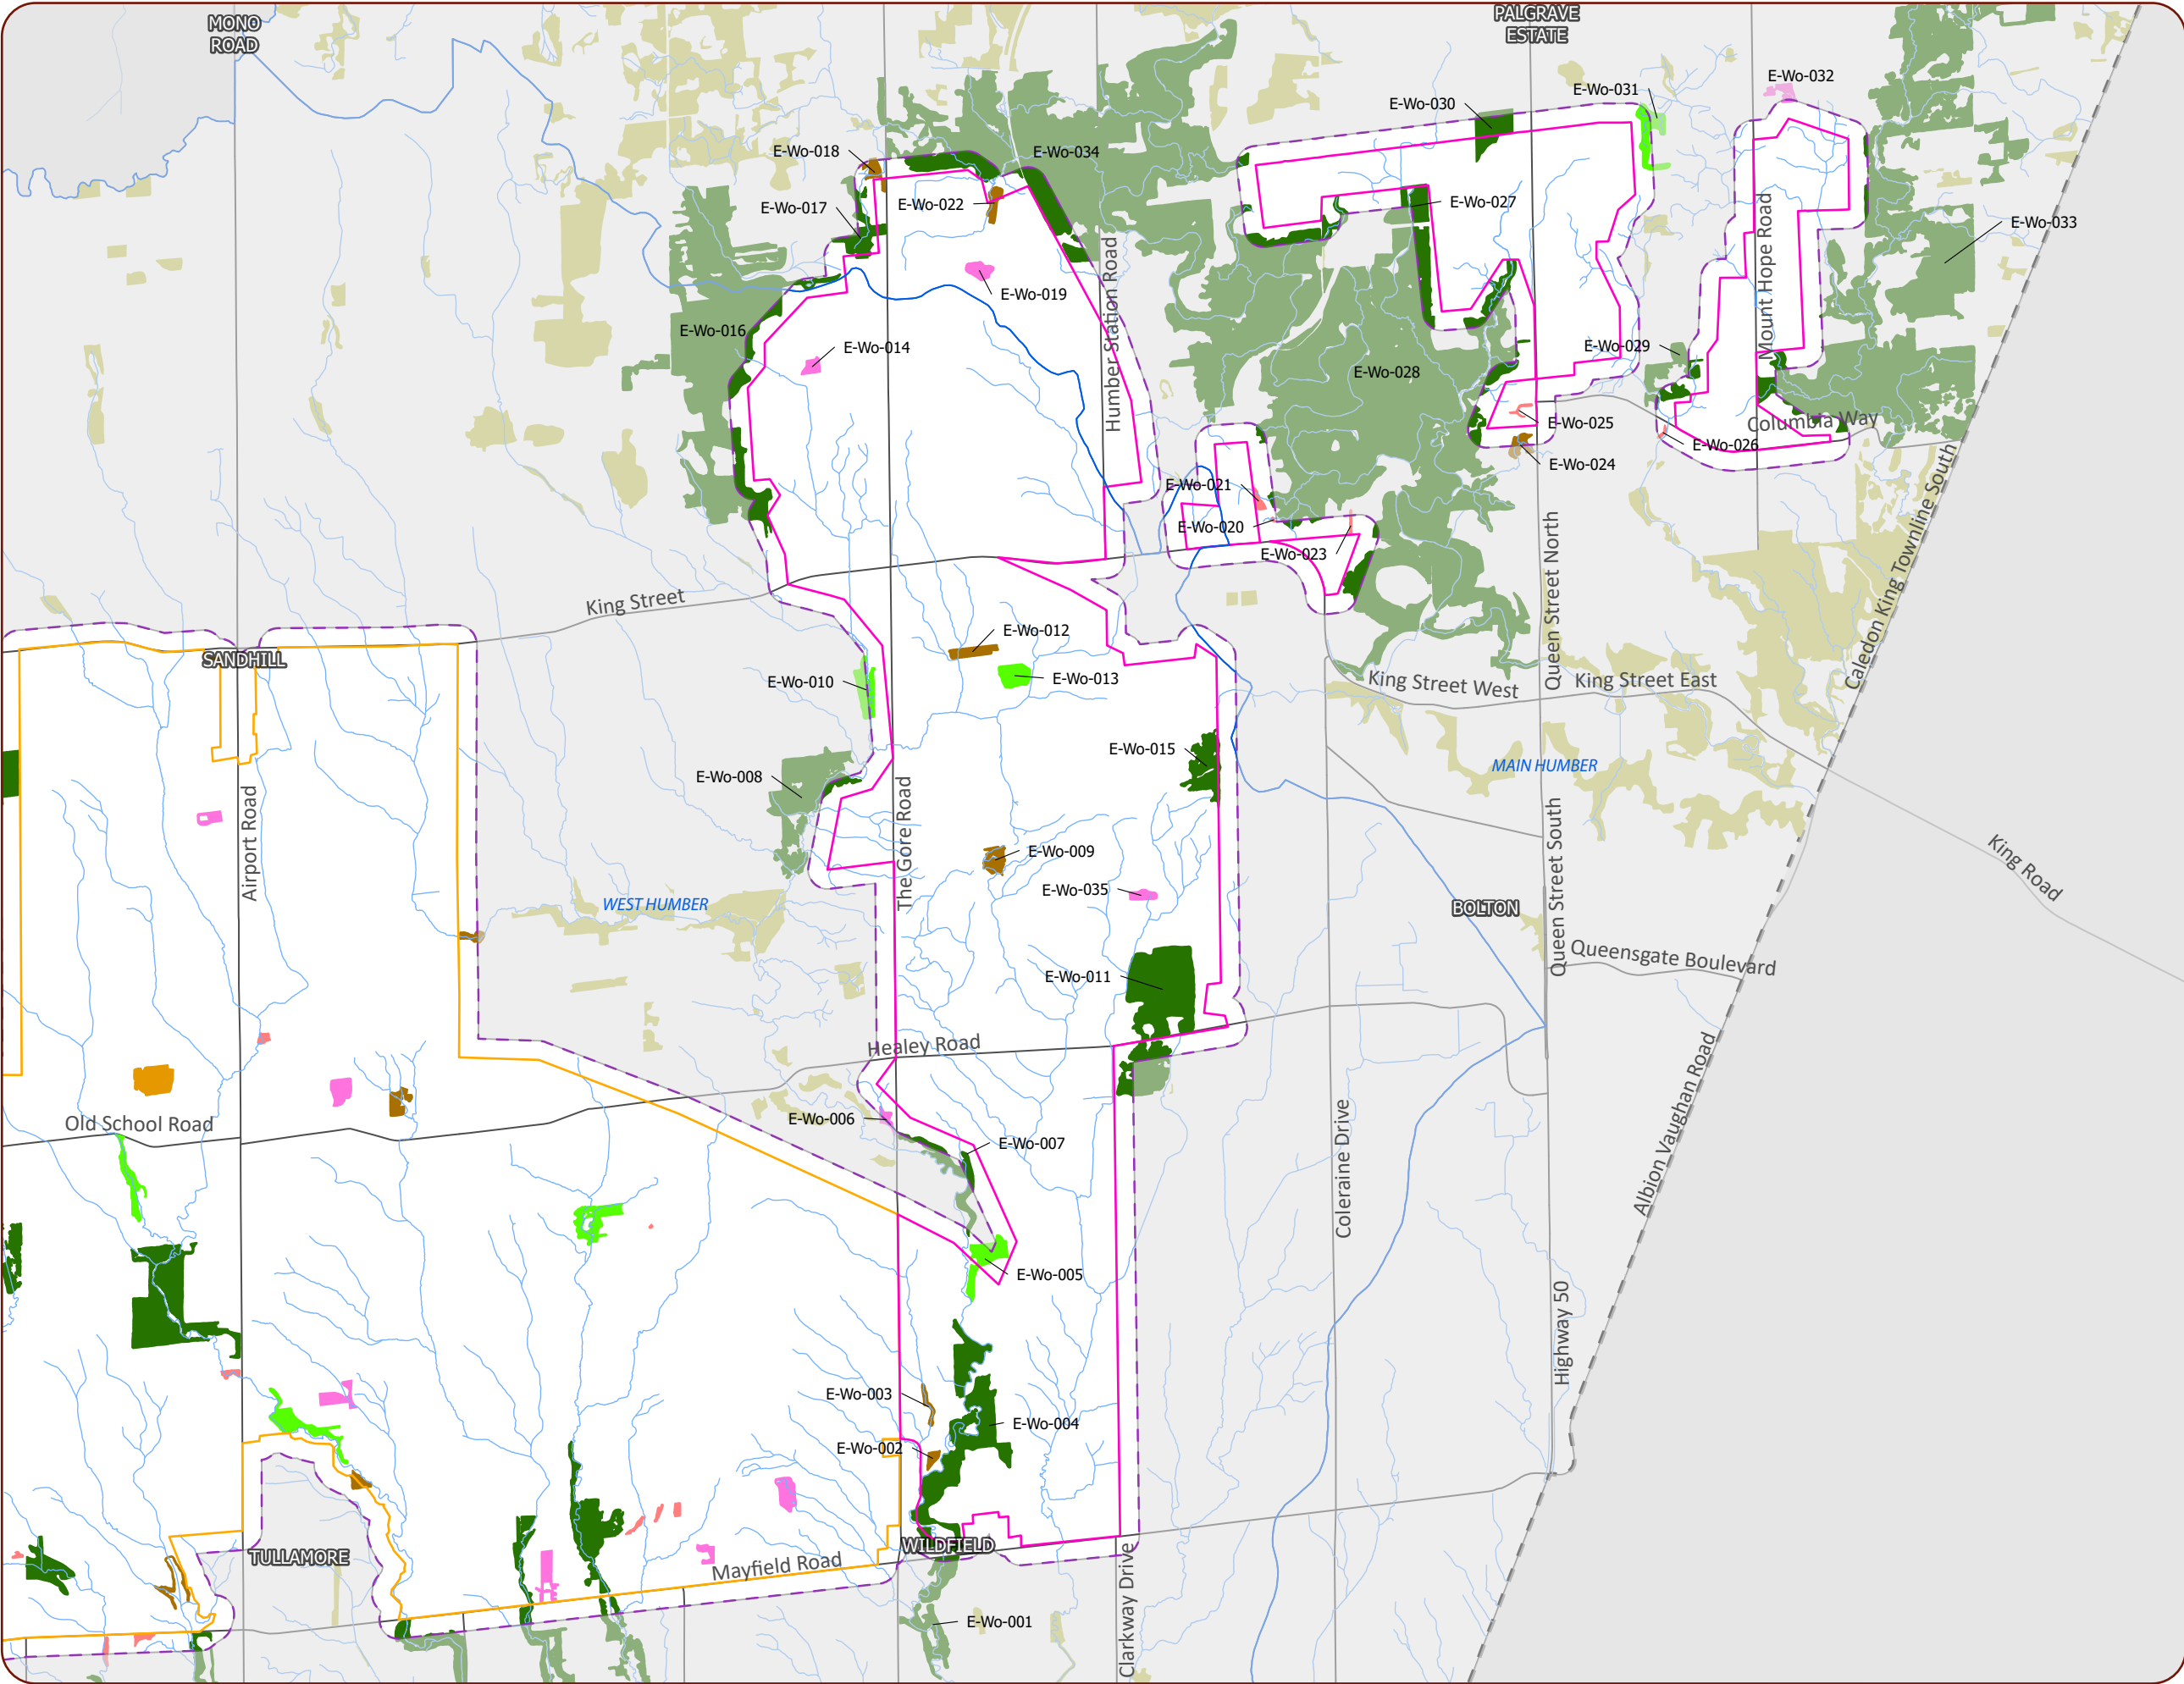 MONO
ROAD
PALGRAVE
ESTATE
E-Wo-032
E-Wo-031
E-Wo-030
E-Wo-018
E-Wo-034
E-Wo-017
E-Wo-022
E-Wo-027
E-Wo-033
Mount Hope Road
Humber Station Road
E-Wo-019
E-Wo-016
E-Wo-014
E-Wo-029
E-Wo-028
E-Wo-025
Columbia Way
E-Wo-026
E-Wo-024
E-Wo-021
E-Wo-020
E-Wo-023
Queen Street North
Caledon King Townline South
King Street
E-Wo-012
SANDHILL
E-Wo-010
E-Wo-013
King Street West
King Street East
E-Wo-015
MAIN HUMBER
E-Wo-008
Airport Road
The Gore Road
E-Wo-009
Queen Street South
King Road
E-Wo-035
WEST HUMBER
BOLTON
Queensgate Boulevard
E-Wo-011
Healey Road
Old School Road
E-Wo-006
E-Wo-007
Coleraine Drive
Albion Vaughan Road
E-Wo-005
Highway 50
E-Wo-003
E-Wo-004
E-Wo-002
WILDFIELD
TULLAMORE
Mayfield Road
Clarkway Drive
E-Wo-001